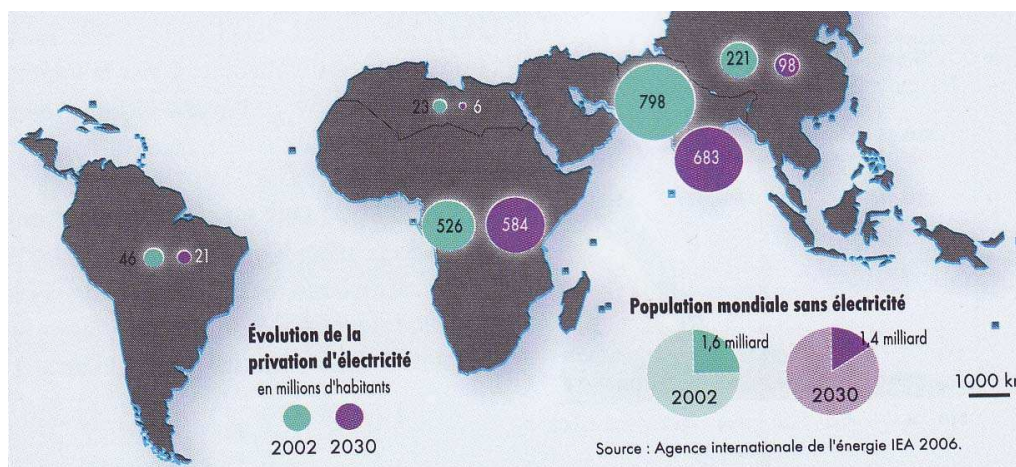 221
98
798
23
6
683
526
584
46
21
Évolution de la
privation d'électricité
en millions d'habitants
2002 2030
Population mondiale sans électricité
1,6 milliard
1,4 milliard
2002
2030
1000 k
Source : Agence internationale de l'énergie IEA 2006.